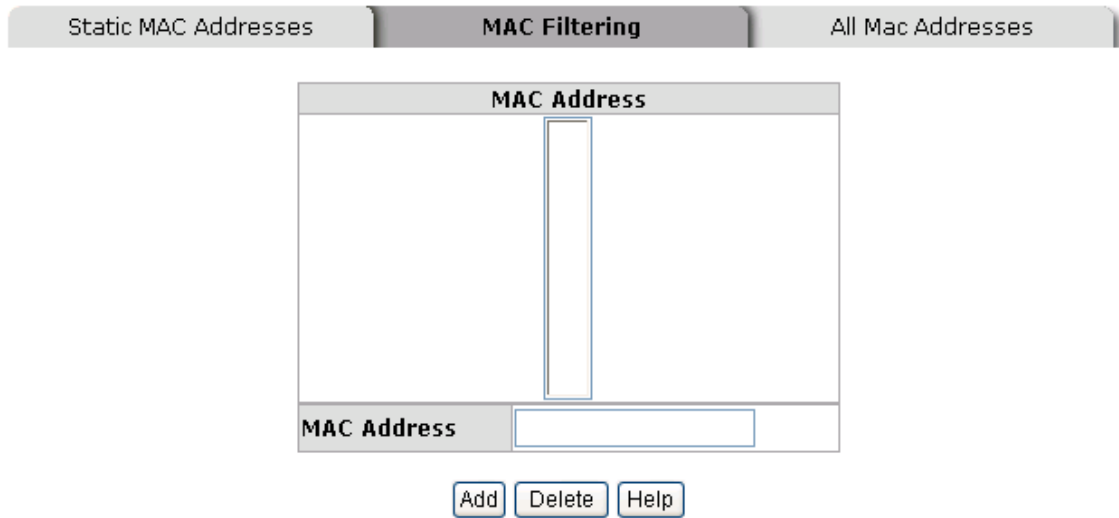 Static MAC Addresses MAC Filtering All Mac Addresses
MAC Address
MAC Address
Add Delete Help